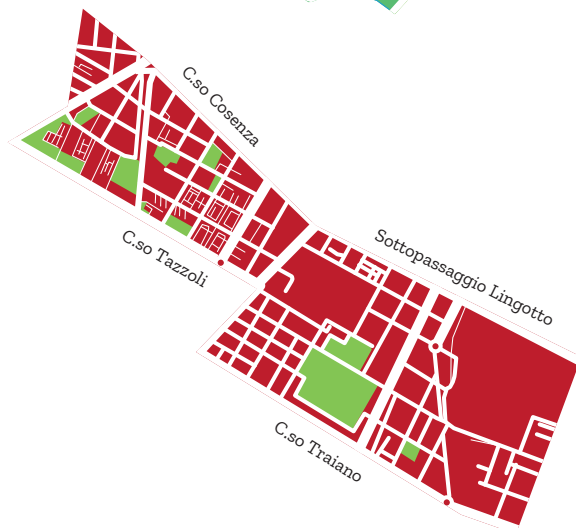 C.so Cosenza
Sottopassaggio Lingotto
C.so Tazzoli
C.so Traiano